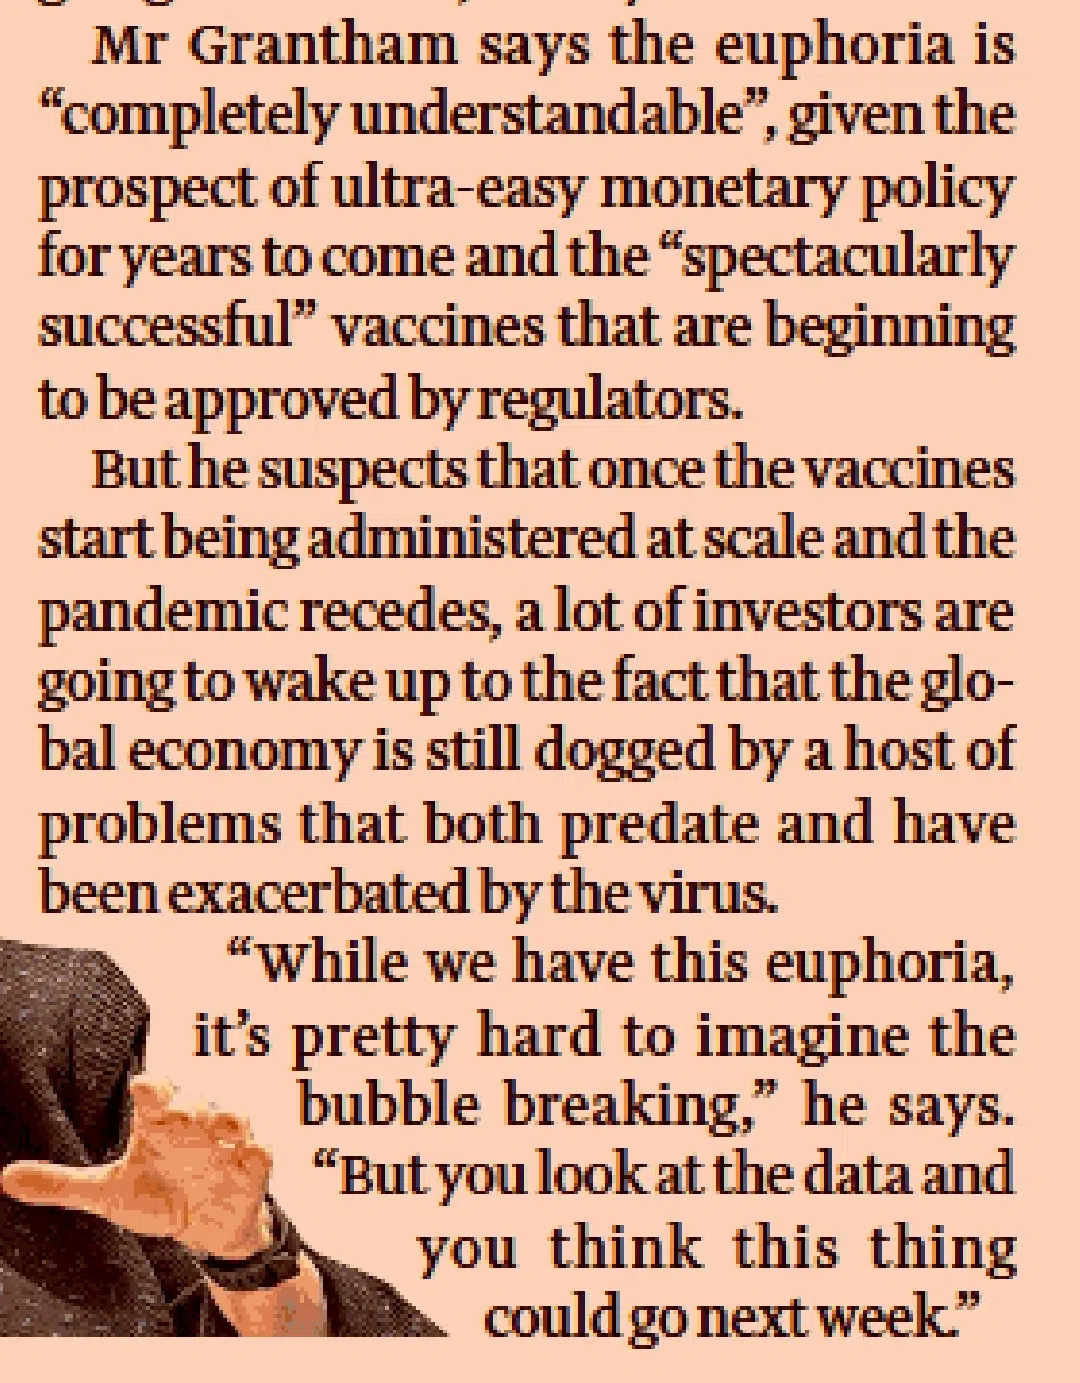 Mr Grantham says the euphoria is
“completely understandable”, given the
prospect of ultra-easy monetary policy
for years to come and the “spectacularly
successful” vaccines that are beginning
to be approved by regulators.
But he suspects that once the vaccines
start being administered at scale and the
pandemic recedes, a lot of investors are
going to wake up to the fact that the glo-
bal economy is still dogged by a host of
problems that both predate and have
been exacerbated by the virus.
“While we have this euphoria,
it’s pretty hard to imagine the
bubble breaking,” he says.
“But you look at the data and
you think this thing
could go next week.”